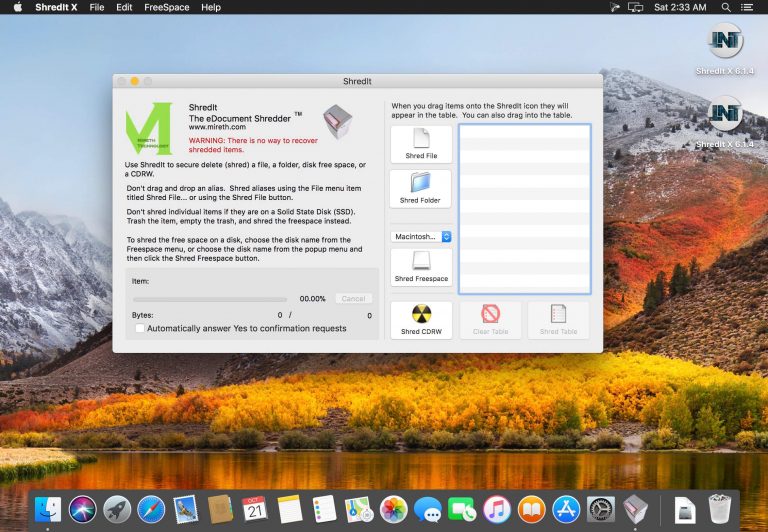 ShredIt X File Edit FreeSpace Help Sat 2:33 AM
INT
ShredIt X 6.1.4
INT
ShredIt X 6.1.4
ShredIt
ShredIt
The eDocument Shredder ™
www.mireth.com
WARNING: There is no way to recover
shredded items.
M
MIRETH
TECHNOLOGY
Use ShredIt to secure delete (shred) a file, a folder, disk free space, or
a CDRW.
Don't drag and drop an alias. Shred aliases using the File menu item
titled Shred File... or using the Shred File button.
Don't shred individual items if they are on a Solid State Disk (SSD).
Trash the item, empty the trash, and shred the freespace instead.
To shred the free space on a disk, choose the disk name from the
Freespace menu, or choose the disk name from the popup menu and
then click the Shred Freespace button.
Item:
00.00% Cancel
Bytes: 0 / 0
Automatically answer Yes to confirmation requests
When you drag items onto the ShredIt icon they will
appear in the table. You can also drag into the table.
Shred File
Shred Folder
Macintosh...
Shred Freespace
Shred CDRW
Clear Table
Shred Table
OCT
21